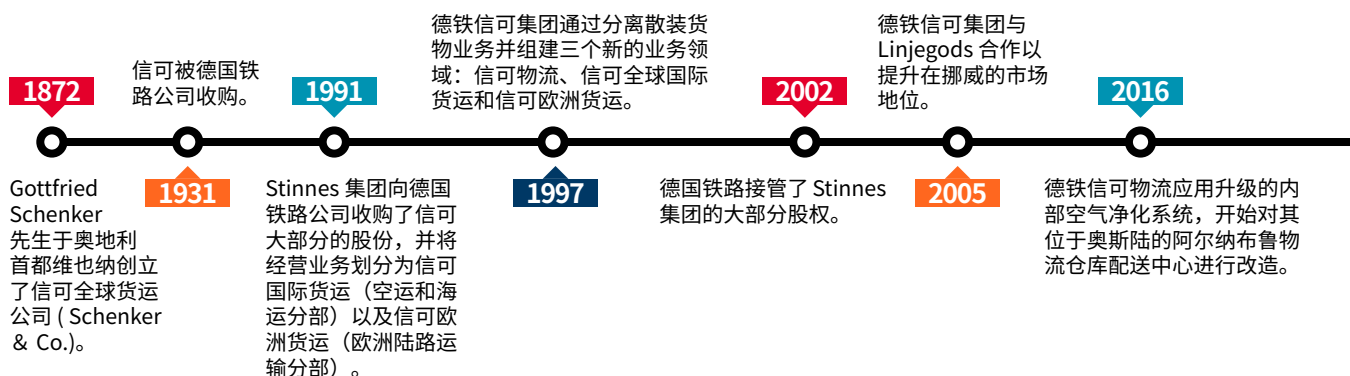 1872
Gottfried
Schenker
先生于奥地利
首都维也纳创立
了信可全球货运
公司 ( Schenker
& Co.)。
信可被德国铁
路公司收购。
1931
1991
Stinnes 集团向德国
铁路公司收购了信可
大部分的股份，并将
经营业务划分为信可
国际货运（空运和海
运分部）以及信可欧
洲货运（欧洲陆路运
输分部）。
德铁信可集团通过分离散装货
物业务并组建三个新的业务领
域：信可物流、信可全球国际
货运和信可欧洲货运。
1997
2002
德国铁路接管了 Stinnes
集团的大部分股权。
德铁信可集团与
Linjegods 合作以
提升在挪威的市场
地位。
2005
2016
德铁信可物流应用升级的内
部空气净化系统，开始对其
位于奥斯陆的阿尔纳布鲁物
流仓库配送中心进行改造。